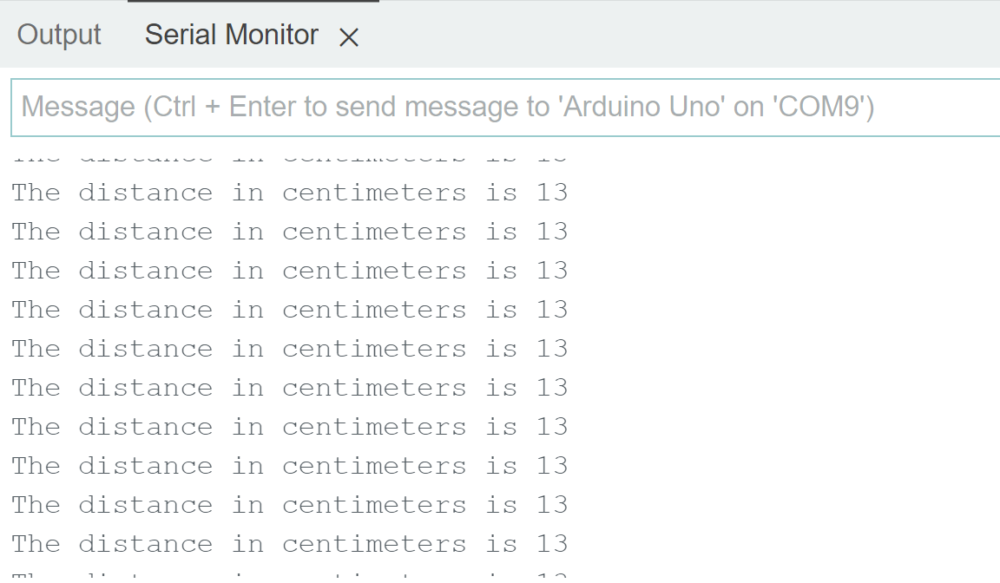 Output Serial Monitor
Message (Ctrl + Enter to send message to 'Arduino Uno' on 'COM9')
The distance in centimeters is 13
The distance in centimeters is 13
The distance in centimeters is 13
The distance in centimeters is 13
The distance in centimeters is 13
The distance in centimeters is 13
The distance in centimeters is 13
The distance in centimeters is 13
The distance in centimeters is 13
The distance in centimeters is 13